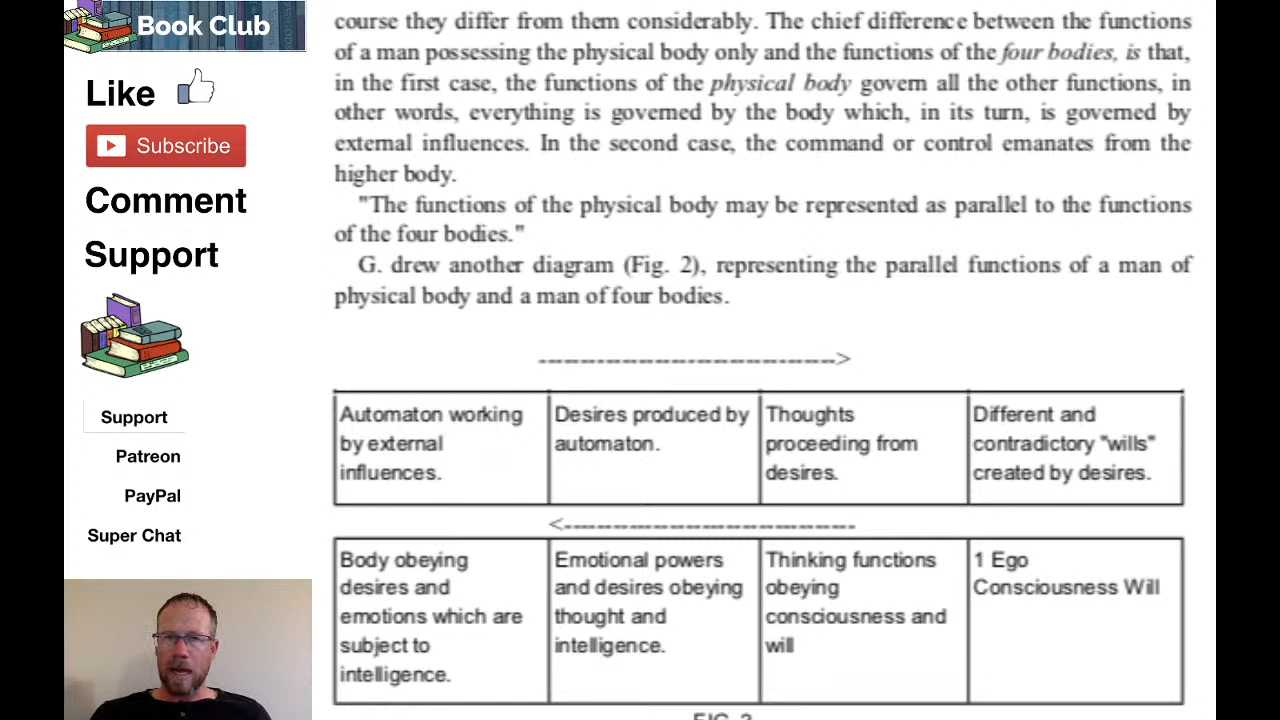 Book Club
Like
Subscribe
Comment
Support
Support
Patreon
PayPal
Super Chat
course they differ from them considerably. The chief difference between the functions
of a man possessing the physical body only and the functions of the four bodies, is that,
in the first case, the functions of the physical body govern all the other functions, in
other words, everything is governed by the body which, in its turn, is governed by
external influences. In the second case, the command or control emanates from the
higher body.
"The functions of the physical body may be represented as parallel to the functions
of the four bodies."
G. drew another diagram (Fig. 2), representing the parallel functions of a man of
physical body and a man of four bodies.
Automaton working
by external
influences.
Desires produced by
automaton.
Thoughts
proceeding from
desires.
Different and
contradictory "wills"
created by desires.
Body obeying
desires and
emotions which are
subject to
intelligence.
Emotional powers
and desires obeying
thought and
intelligence.
Thinking functions
obeying
consciousness and
will
1 Ego
Consciousness Will